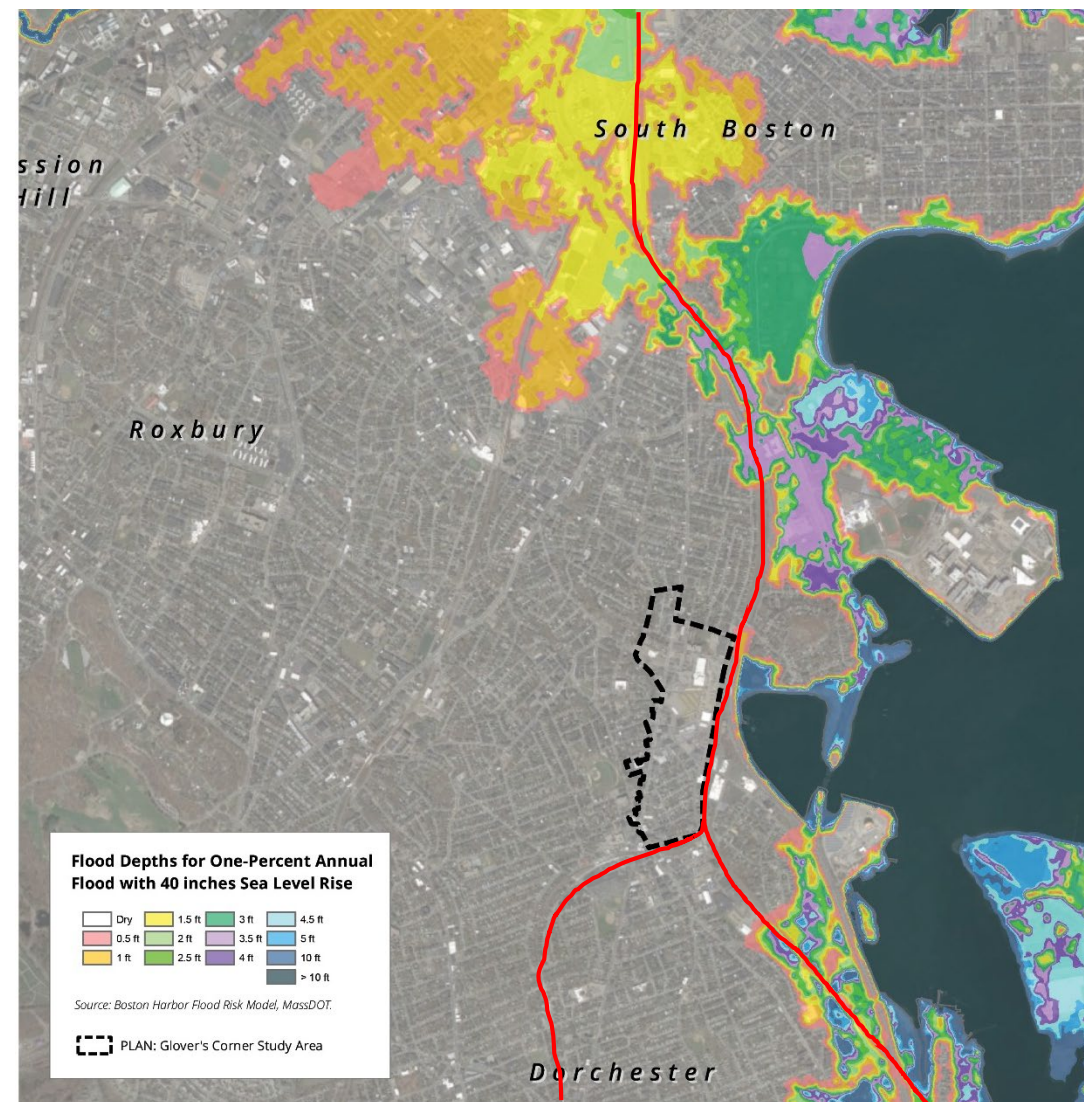 South Boston
ssion
Hill
Roxbury
Flood Depths for One-Percent Annual
Flood with 40 inches Sea Level Rise
Dry 1.5 ft 3 ft 4.5 ft
0.5 ft 2 ft 3.5 ft 5 ft
1 ft 2.5 ft 4 ft 10 ft
> 10 ft
Source: Boston Harbor Flood Risk Model, MassDOT.
PLAN: Glover's Corner Study Area
Dorchester